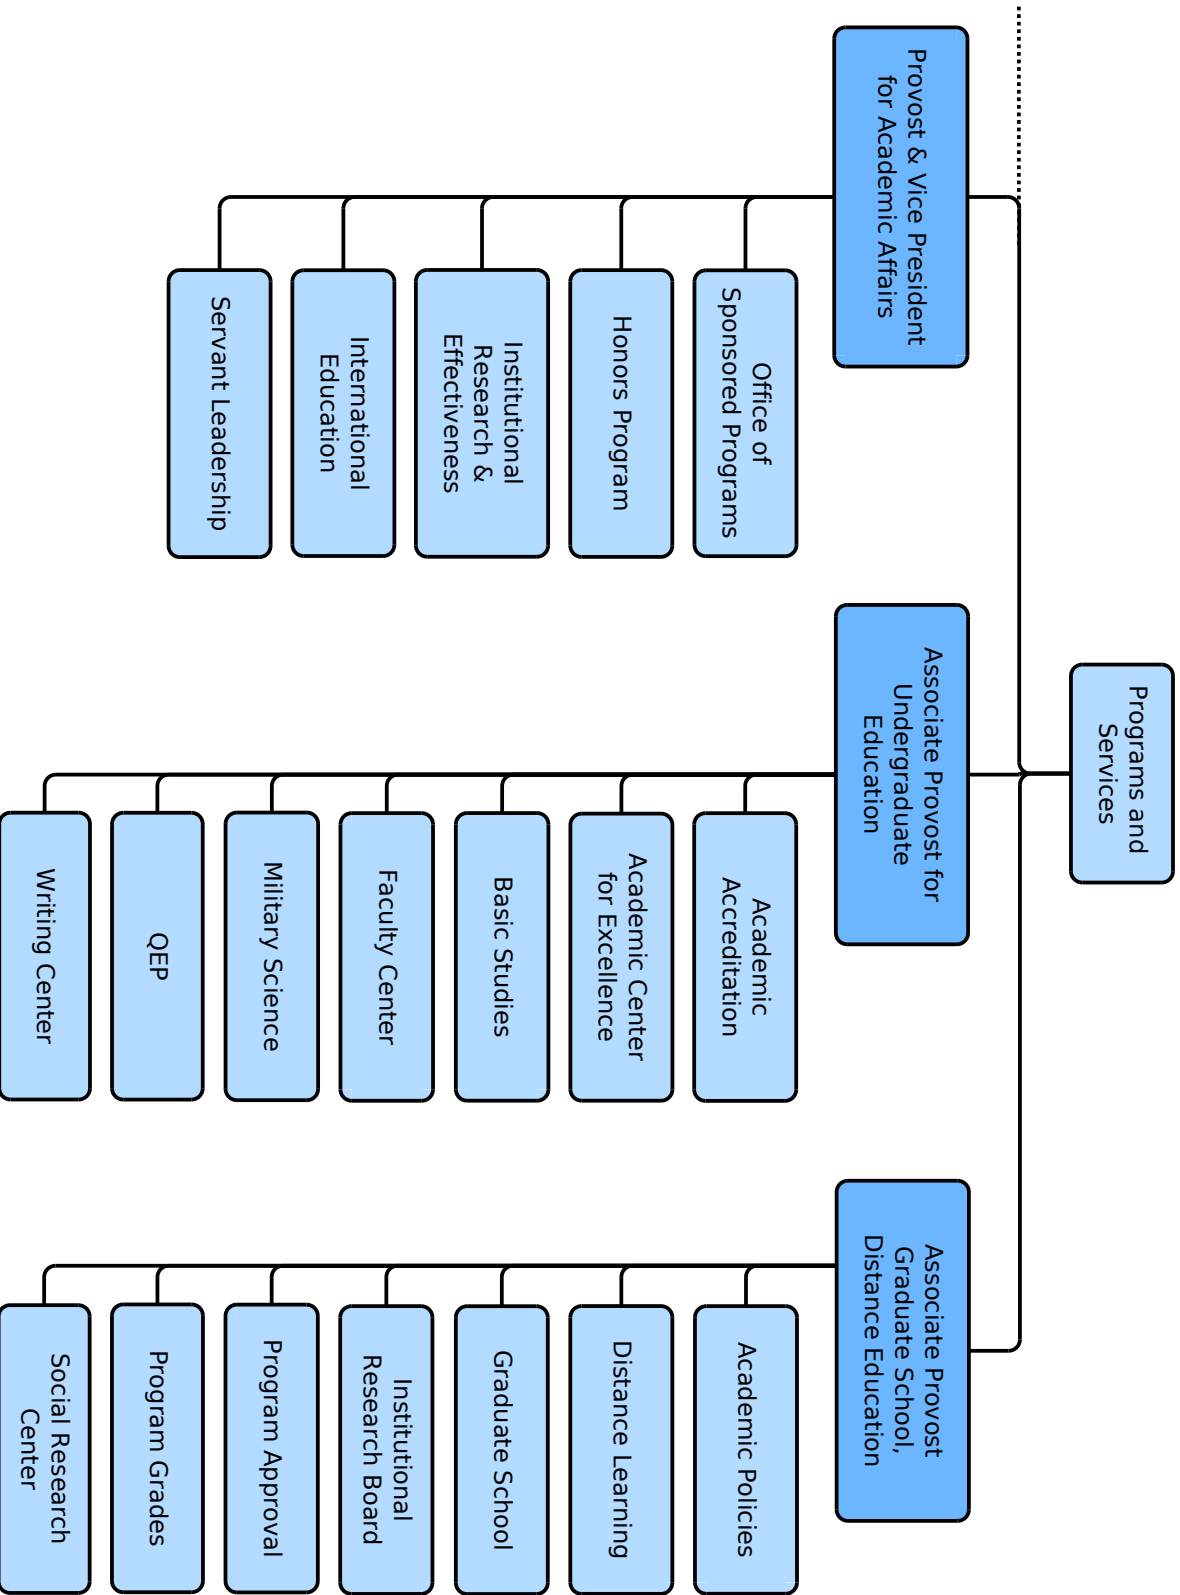 Programs and
Services
Provost & Vice President
for Academic Affairs
Office of
Sponsored Programs
Honors Program
Institutional
Research &
Effectiveness
International
Education
Servant Leadership
Associate Provost for
Undergraduate
Education
Academic
Accreditation
Academic Center
for Excellence
Basic Studies
Faculty Center
Military Science
QEP
Writing Center
Associate Provost
Graduate School,
Distance Education
Academic Policies
Distance Learning
Graduate School
Institutional
Research Board
Program Approval
Program Grades
Social Research
Center